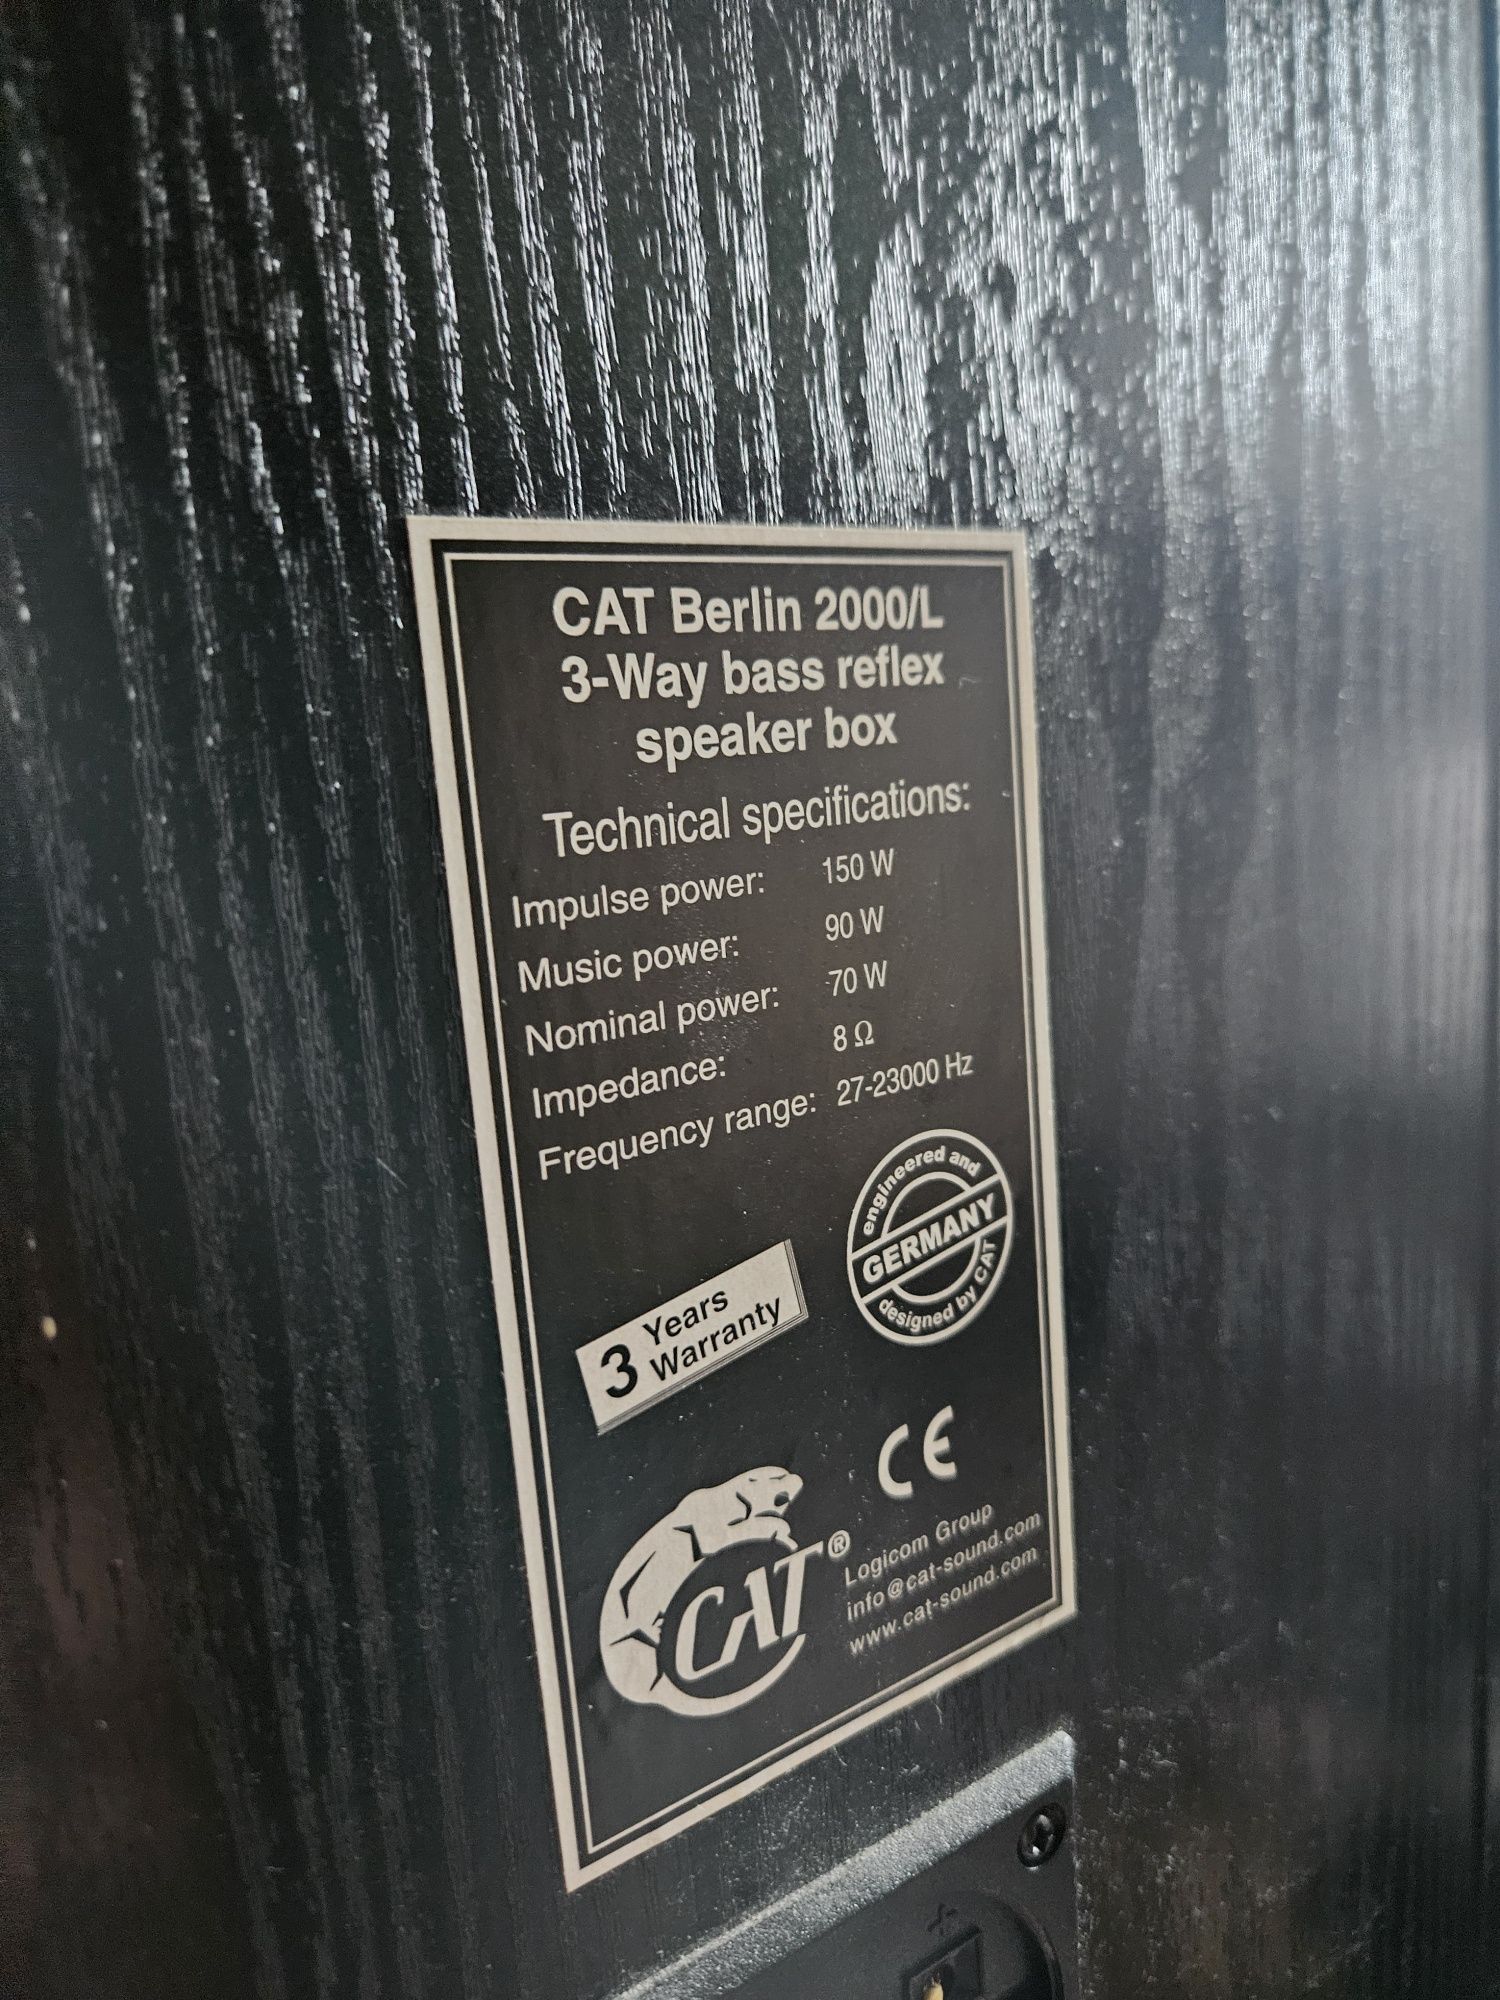 CAT Berlin 2000/L
3-Way bass reflex
speaker box
Technical specifications:
Impulse power: 150 W
Music power: 90 W
Nominal power: 70 W
Impedance: 8 Ω
Frequency range: 27-23000 Hz
engineered and
GERMANY
designed by CAT
3 Years
Warranty
CE
CAT®
Logicom Group
info@cat-sound.com
www.cat-sound.com
+